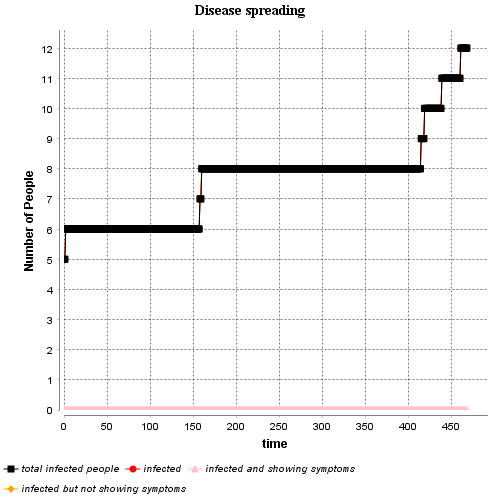 Disease spreading
12
11
10
9
8
7
6
5
4
3
2
1
0
Number of People
0 50 100 150 200 250 300 350 400 450
time
total infected people infected infected and showing symptoms
infected but not showing symptoms